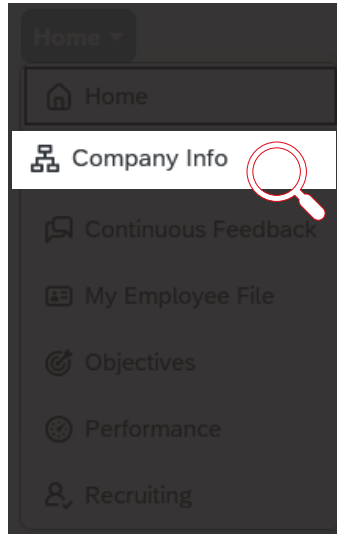 Home
Home
Company Info
Continuous Feedback
My Employee File
Objectives
Performance
Recruiting